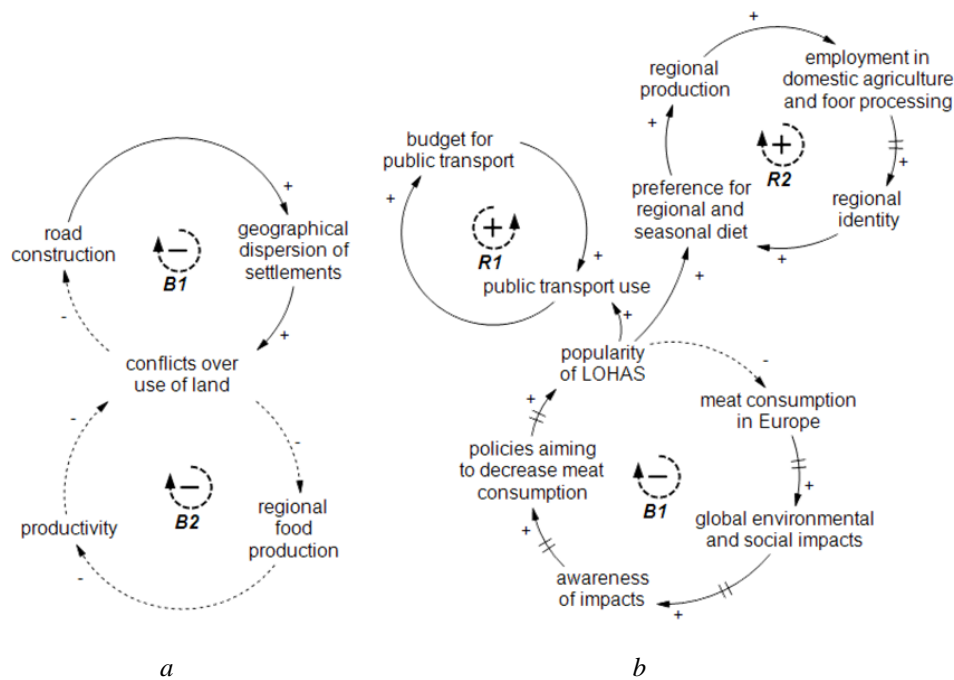 +
road
construction
-
B1
+
geographical
dispersion of
settlements
+
-
conflicts over
use of land
-
-
productivity
-
B2
-
regional
food
production
-
a
budget for
public transport
+
+
R1
+
public transport use
+
regional
production
+
+
employment in
domestic agriculture
and foor processing
+
R2
+
regional
identity
+
preference for
regional and
seasonal diet
+
popularity
of LOHAS
-
meat consumption
in Europe
+
policies aiming
to decrease meat
consumption
-
B1
+
global environmental
and social impacts
+
awareness
of impacts
+
b